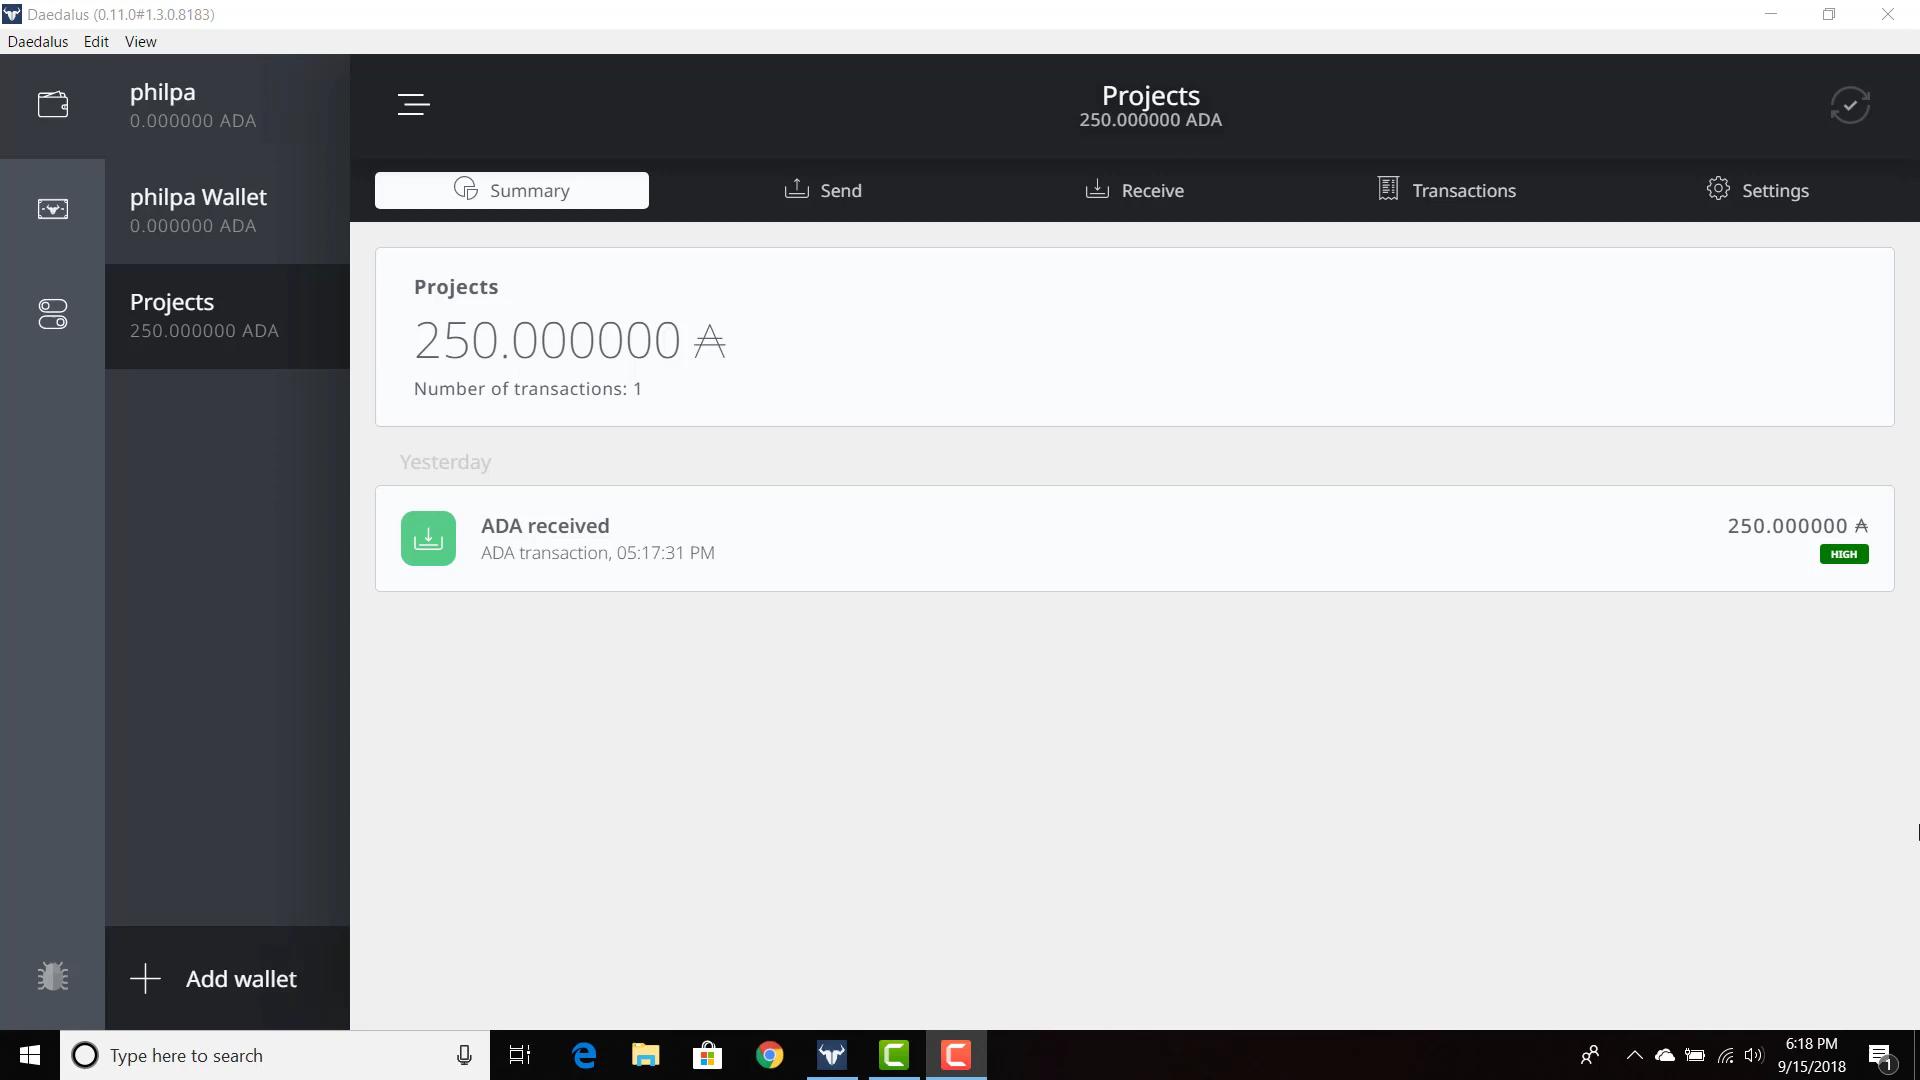 Daedalus (0.11.0#1.3.0.8183)
Daedalus Edit View
philpa
0.000000 ADA
philpa Wallet
0.000000 ADA
Projects
250.000000 ADA
Add wallet
Projects
250.000000 ADA
Summary
Send
Receive
Transactions
Settings
Projects
250.000000 ₳
Number of transactions: 1
Yesterday
ADA received
ADA transaction, 05:17:31 PM
250.000000 ₳
HIGH
Type here to search
6:18 PM
9/15/2018
1